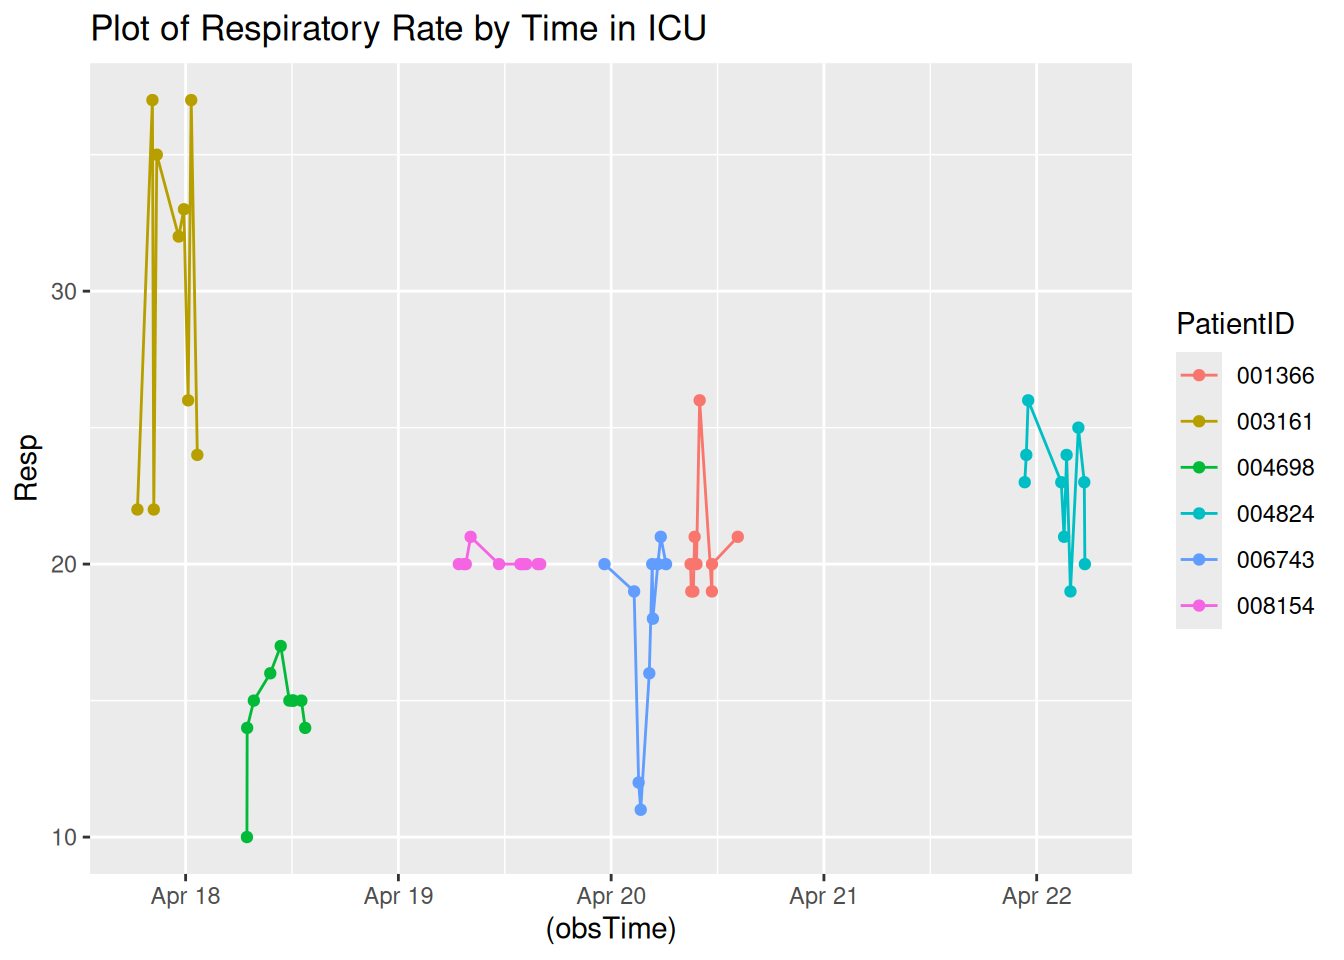 Plot of Respiratory Rate by Time in ICU
Resp
30
20
10
Apr 18
Apr 19
Apr 20
Apr 21
Apr 22
(obsTime)
PatientID
001366
003161
004698
004824
006743
008154